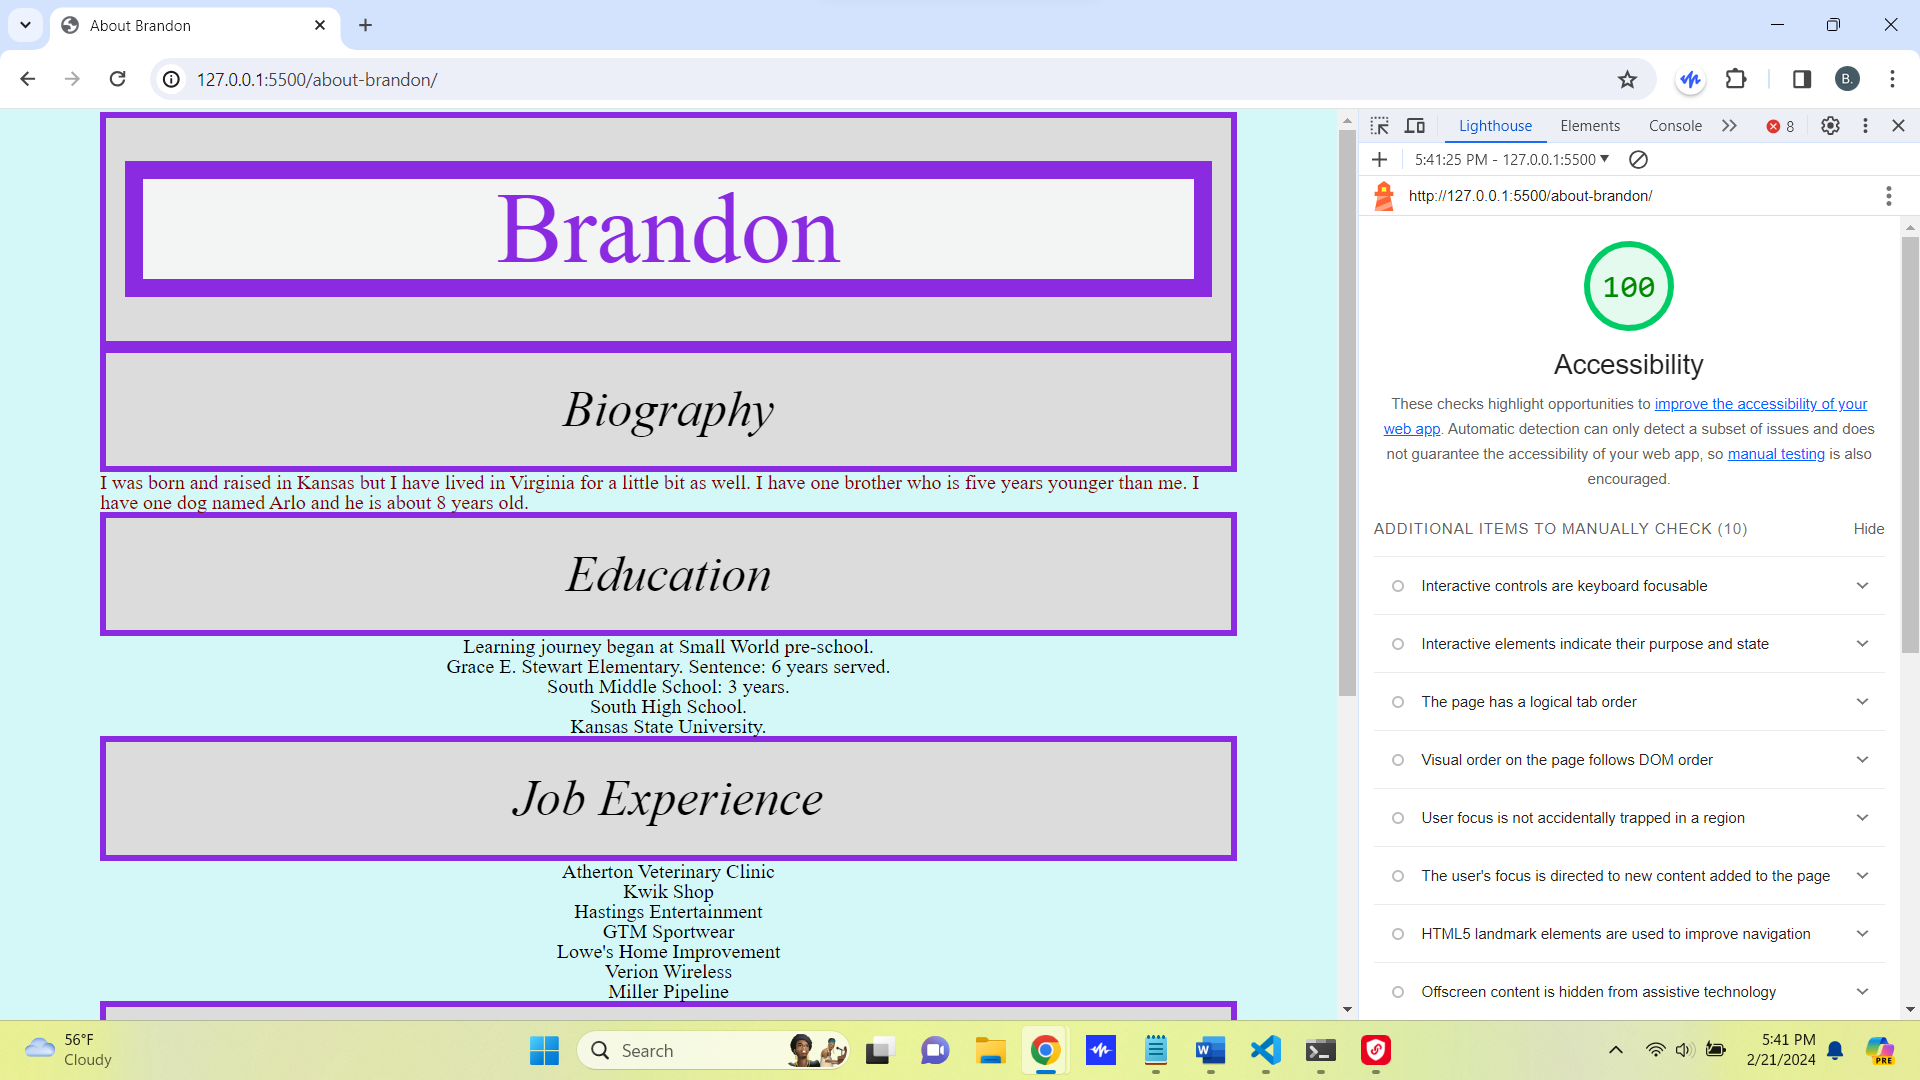 About Brandon
127.0.0.1:5500/about-brandon/
B.
Brandon
Biography
I was born and raised in Kansas but I have lived in Virginia for a little bit as well. I have one brother who is five years younger than me. I
have one dog named Arlo and he is about 8 years old.
Education
Learning journey began at Small World pre-school.
Grace E. Stewart Elementary. Sentence: 6 years served.
South Middle School: 3 years.
South High School.
Kansas State University.
Job Experience
Atherton Veterinary Clinic
Kwik Shop
Hastings Entertainment
GTM Sportwear
Lowe's Home Improvement
Verion Wireless
Miller Pipeline
Lighthouse Elements Console 8
5:41:25 PM - 127.0.0.1:5500
http://127.0.0.1:5500/about-brandon/
100
Accessibility
These checks highlight opportunities to improve the accessibility of your
web app. Automatic detection can only detect a subset of issues and does
not guarantee the accessibility of your web app, so manual testing is also
encouraged.
ADDITIONAL ITEMS TO MANUALLY CHECK (10) Hide
Interactive controls are keyboard focusable
Interactive elements indicate their purpose and state
The page has a logical tab order
Visual order on the page follows DOM order
User focus is not accidentally trapped in a region
The user's focus is directed to new content added to the page
HTML5 landmark elements are used to improve navigation
Offscreen content is hidden from assistive technology
56°F
Cloudy
Search
W
5:41 PM
2/21/2024
PRE